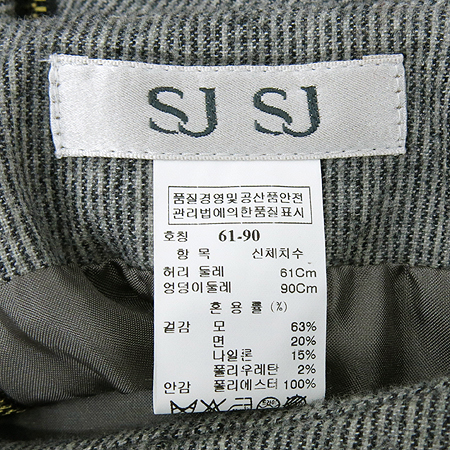 SJ SJ
품질경영및공산품안전
관리법에의한품질표시
호칭 61-90
항 목 신체치수
허리 둘레 61Cm
엉덩이둘레 90Cm
혼 용 률 (%)
겉감 모 63%
면 20%
나일론 15%
폴리우레탄 2%
안감 폴리에스터 100%